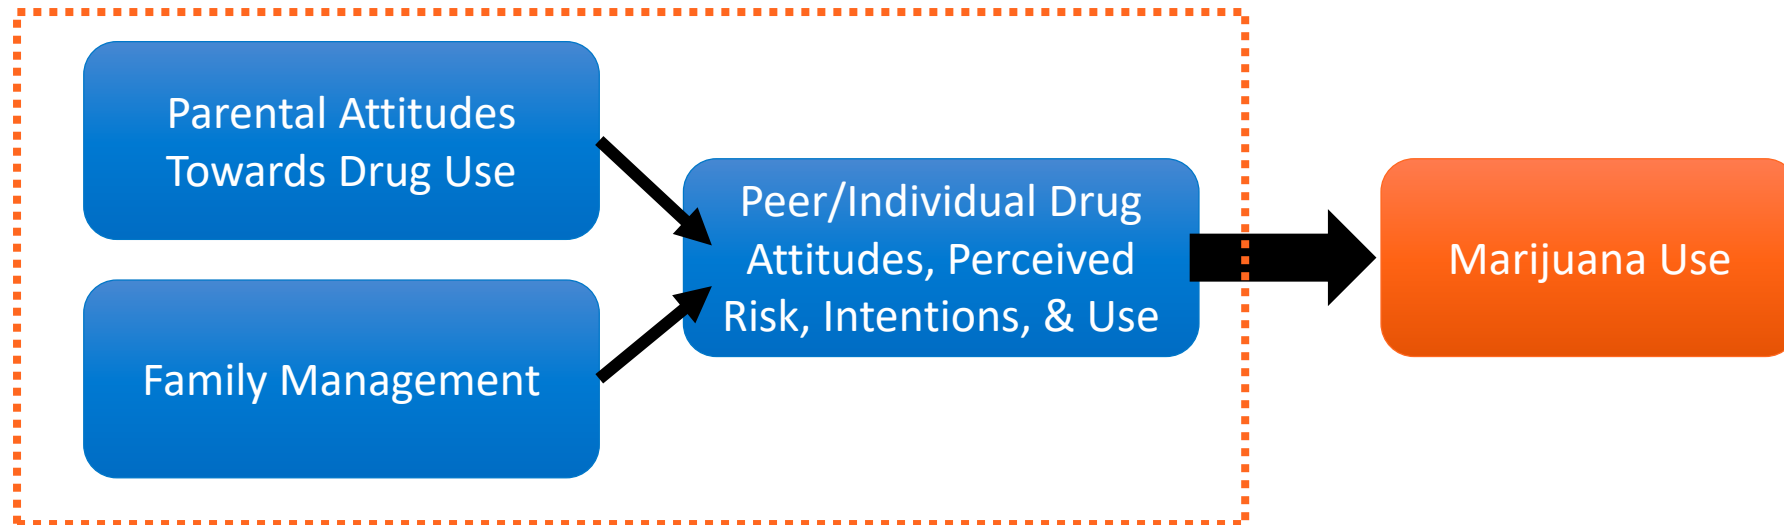 Parental Attitudes
Towards Drug Use
Family Management
Peer/Individual Drug
Attitudes, Perceived
Risk, Intentions, & Use
Marijuana Use